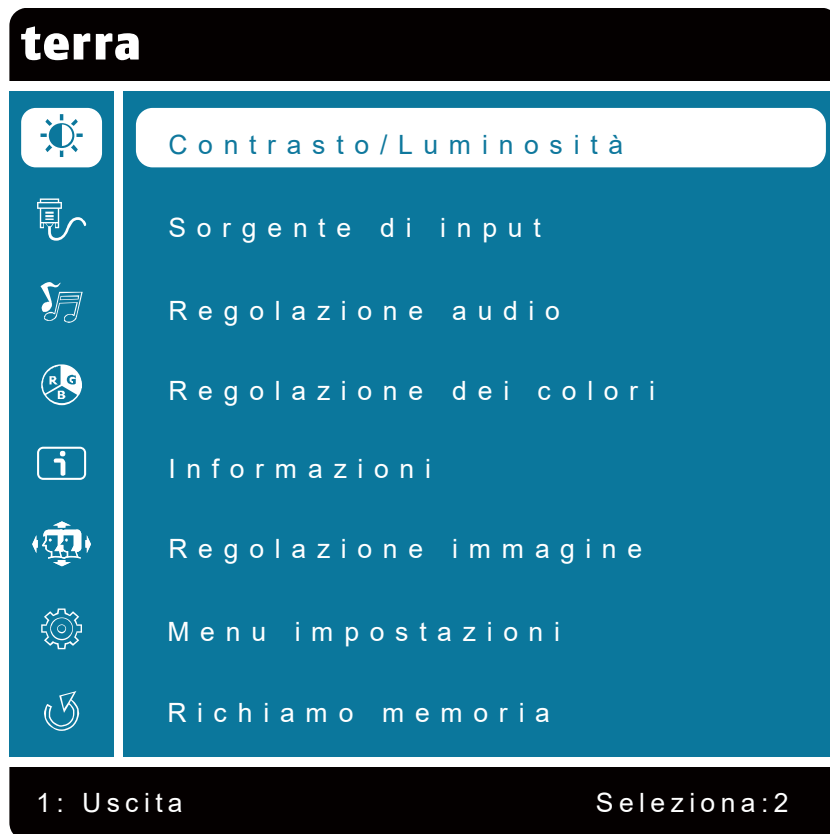 terra
Contrasto/Luminosità
Sorgente di input
Regolazione audio
R G B
Regolazione dei colori
i
Informazioni
Regolazione immagine
Menu impostazioni
Richiamo memoria
1: Uscita
Seleziona:2